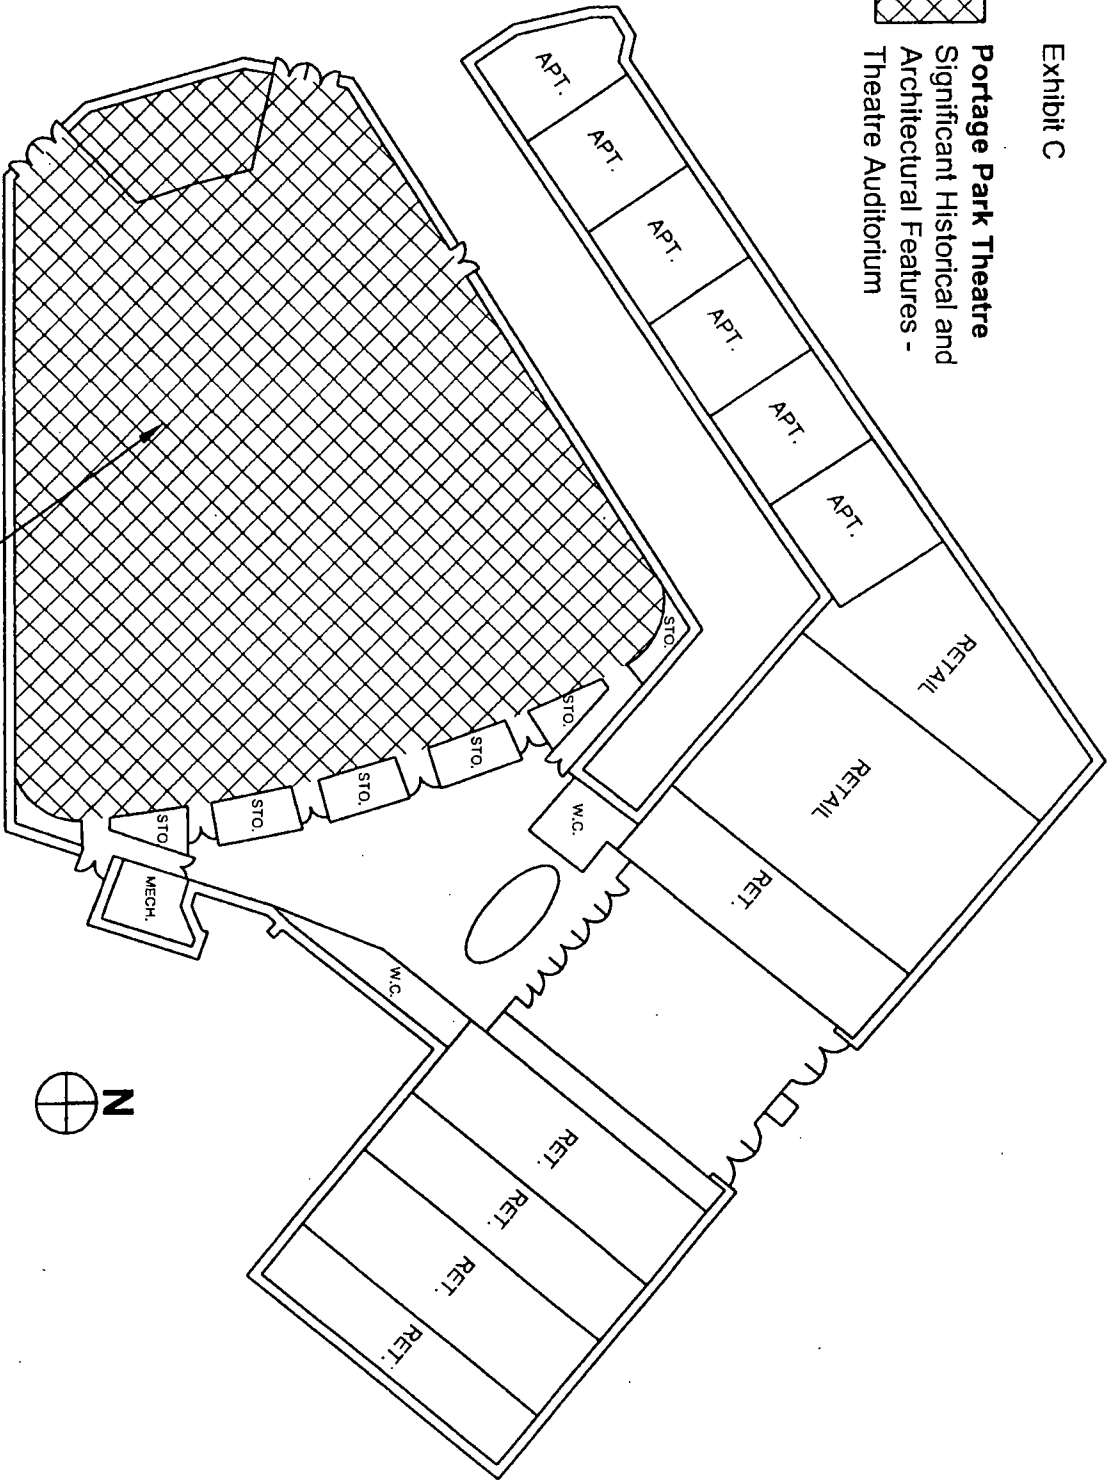 Exhibit C
Portage Park Theatre
Significant Historical and
Architectural Features -
Theatre Auditorium
APT.
APT.
APT.
APT.
APT.
APT.
RETAIL
RETAIL
RET.
STO.
STO.
STO.
STO.
STO.
STO.
W.C.
MECH.
W.C.
RET.
RET.
RET.
RET.
N